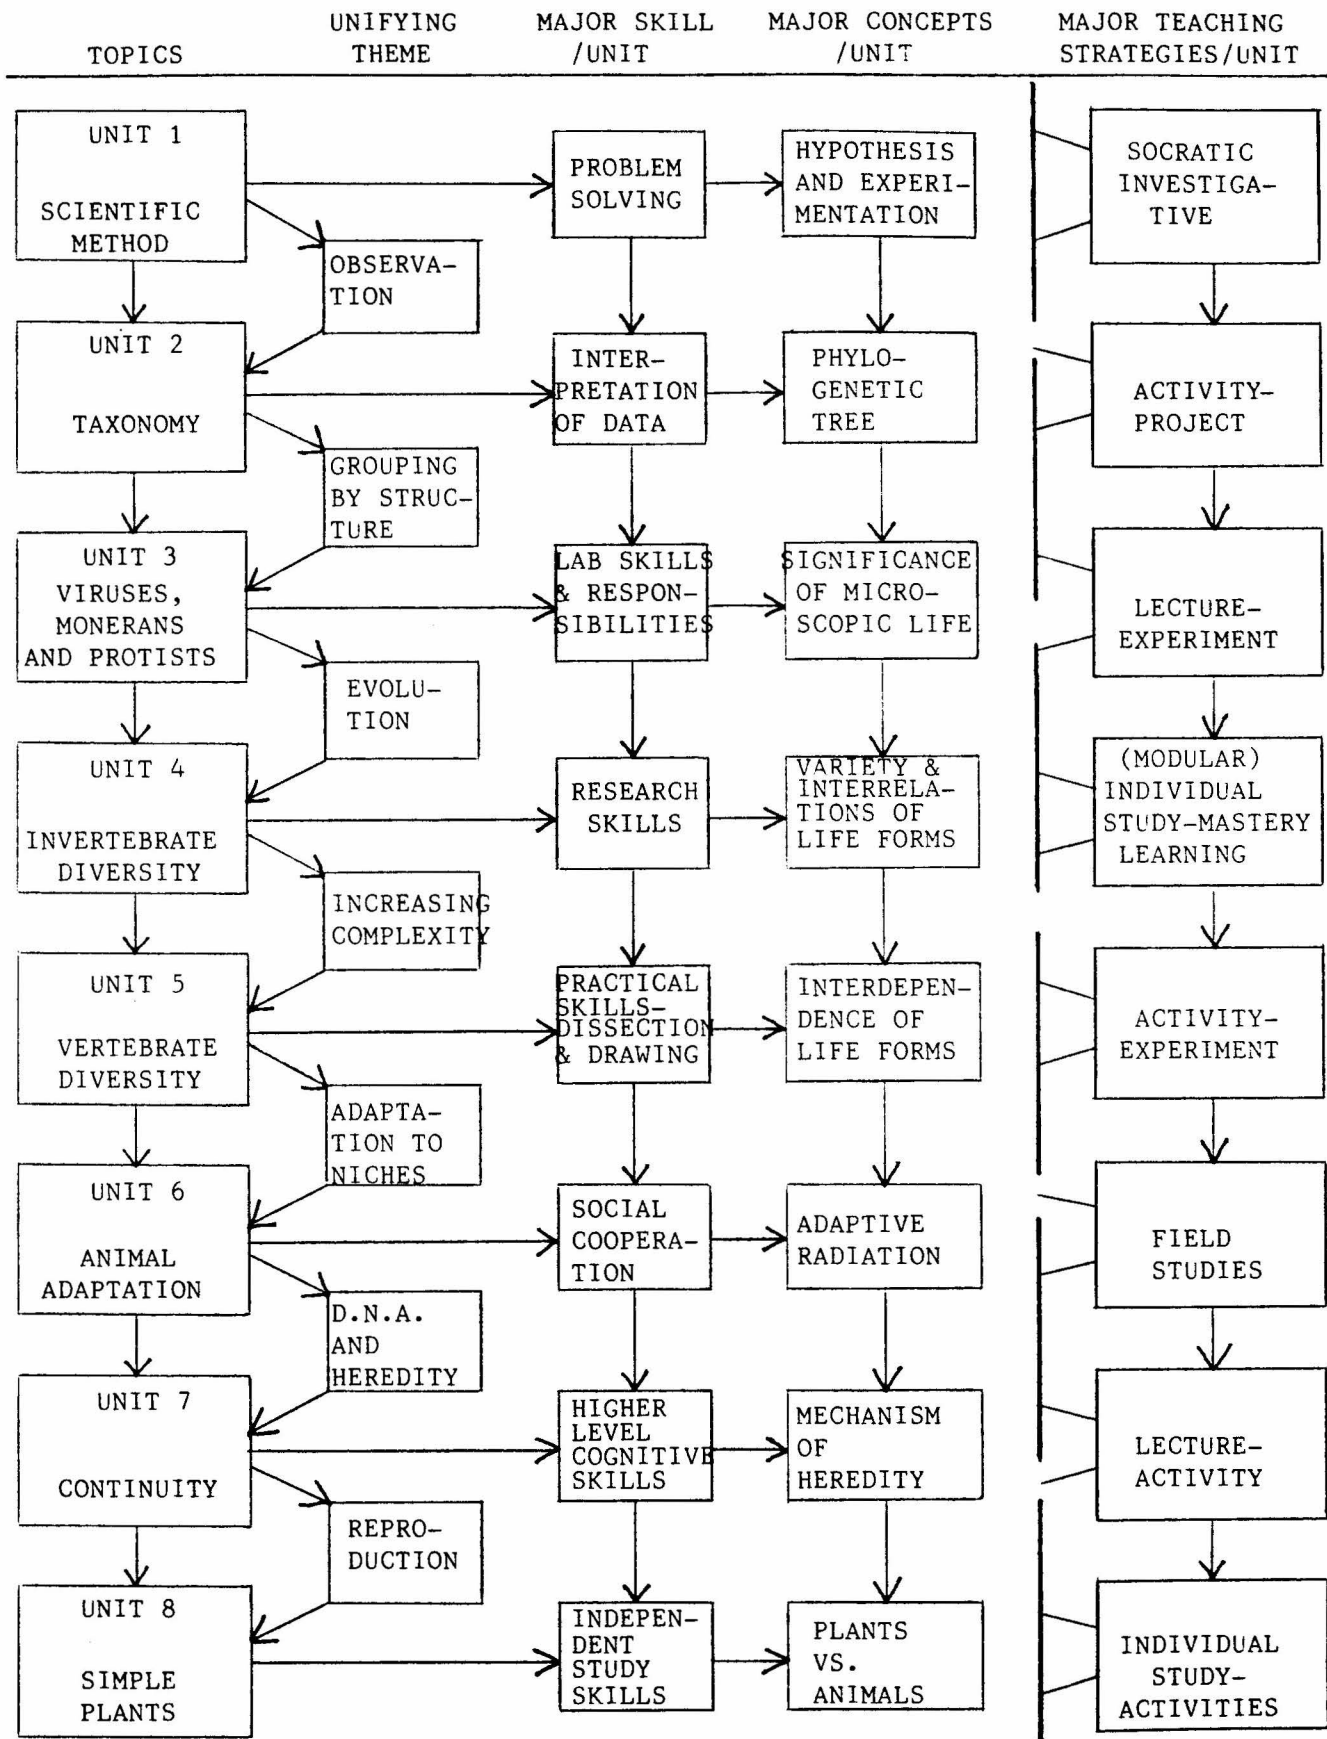 TOPICS
UNIFYING
THEME
MAJOR SKILL
/UNIT
MAJOR CONCEPTS
/UNIT
MAJOR TEACHING
STRATEGIES/UNIT
UNIT 1
SCIENTIFIC
METHOD
PROBLEM
SOLVING
HYPOTHESIS
AND EXPERI-
MENTATION
SOCRATIC
INVESTIGA-
TIVE
OBSERVA-
TION
UNIT 2
TAXONOMY
INTER-
PRETATION
OF DATA
PHYLO-
GENETIC
TREE
ACTIVITY-
PROJECT
GROUPING
BY STRUC-
TURE
UNIT 3
VIRUSES,
MONERANS
AND PROTISTS
LAB SKILLS
& RESPON-
SIBILITIES
SIGNIFICANCE
OF MICRO-
SCOPIC LIFE
LECTURE-
EXPERIMENT
EVOLU-
TION
UNIT 4
INVERTEBRATE
DIVERSITY
RESEARCH
SKILLS
VARIETY &
INTERRELA-
TIONS OF
LIFE FORMS
(MODULAR)
INDIVIDUAL
STUDY-MASTERY
LEARNING
INCREASING
COMPLEXITY
UNIT 5
VERTEBRATE
DIVERSITY
PRACTICAL
SKILLS-
DISSECTION
& DRAWING
INTERDEPEN-
DENCE OF
LIFE FORMS
ACTIVITY-
EXPERIMENT
ADAPTA-
TION TO
NICHES
UNIT 6
ANIMAL
ADAPTATION
SOCIAL
COOPERA-
TION
ADAPTIVE
RADIATION
FIELD
STUDIES
D.N.A.
AND
HEREDITY
UNIT 7
CONTINUITY
HIGHER
LEVEL
COGNITIVE
SKILLS
MECHANISM
OF
HEREDITY
LECTURE-
ACTIVITY
REPRO-
DUCTION
UNIT 8
SIMPLE
PLANTS
INDEPEN-
DENT
STUDY
SKILLS
PLANTS
VS.
ANIMALS
INDIVIDUAL
STUDY-
ACTIVITIES